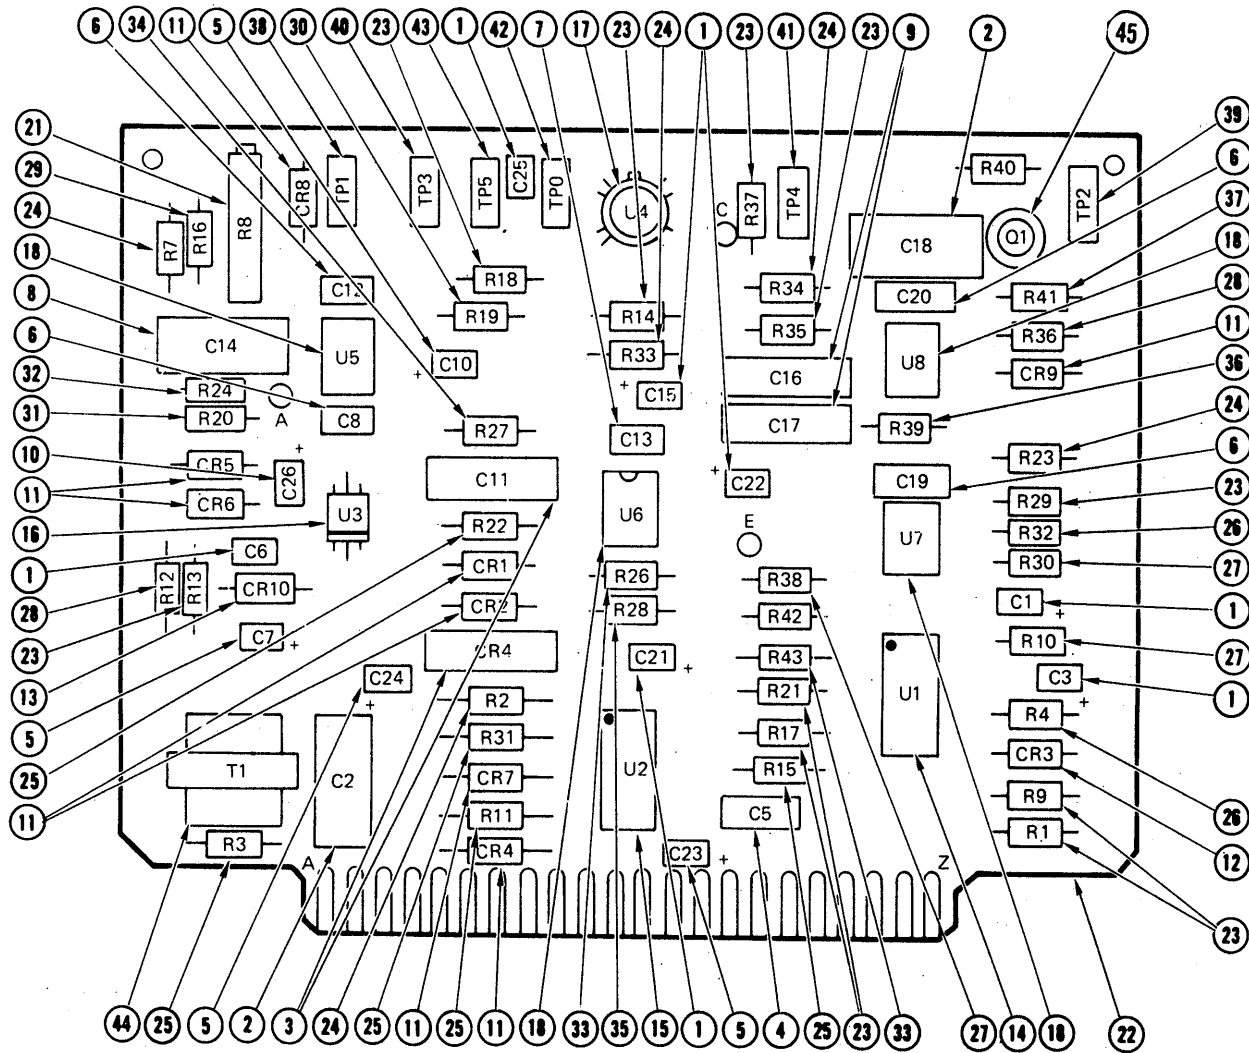 6 34 11 5 38 30 40 23 43 1 42 7 17 23 24 1 23 41 24 23 9 2 45
21
29
24
18
8
6
32
31
10
11
16
1
28
23
13
5
25
11
39
6
37
18
28
11
36
24
6
23
26
27
1
27
1
26
12
23
44 25 5 2 3 24 25 11 25 11 18 33 35 15 1 5 4 25 23 33 27 14 18 22
R7 R16 R8 CR8 TP1 TP3 TP5 C25 TP0 U4 C R37 TP4 R40 TP2
C18 Q1
C12 R18 R34 C20 R41
R19 R14 R35 R36
C14 U5 C10 R33 C16 U8 CR9
+ + C15
R24
R20 A C8 R27 C13 C17 R39
CR5 + C26 C11 + C22 C19 R23
CR6 U3 R22 U6 E U7 R29
R32
C6 CR1 R26 R38 R30
R12 R13 CR10 CR2 R28 R42 C1 +
C7 + CR4 C21 + R43 U1 R10
C24 + R2 R21 C3 +
R31 U2 R17 R4
T1 C2 CR7 R15 CR3
R11 C5 R9
R3 CR4 C23 + R1
A Z